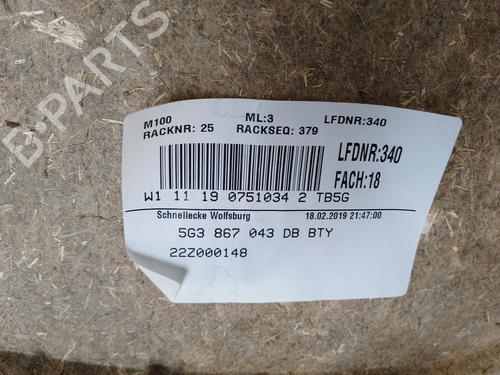 B-PARTS
M100 ML:3 LFDNR:340
RACKNR: 25 RACKSEQ: 379
LFDNR:340
FACH:18
W1 11 19 0751034 2 TB5G
Schnellecke Wolfsburg 18.02.2019 21:47:00
5G3 867 043 DB BTY
22Z000148